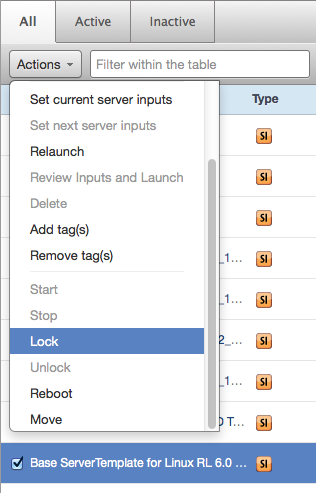 All Active Inactive
Actions Filter within the table
Type
Set current server inputs
SI
Set next server inputs
Relaunch
SI
Review Inputs and Launch
Delete
SI
Add tag(s)
Remove tag(s)
_1... SI
Start
_1... SI
Stop
Lock
2_... SI
Unlock
_1... SI
Reboot
Move
0 T... SI
Base ServerTemplate for Linux RL 6.0 ... SI